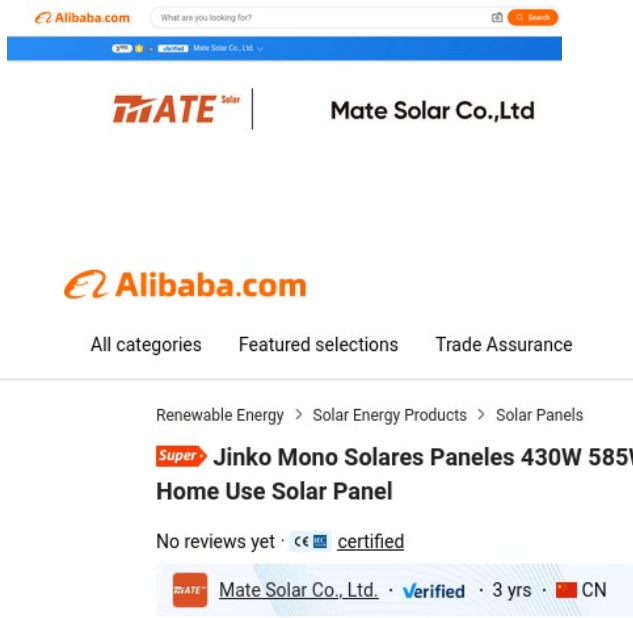 Alibaba.com
What are you looking for?
Search
3YRS · Verified Mate Solar Co., Ltd.
MATE Solar
Mate Solar Co.,Ltd
Alibaba.com
All categories Featured selections Trade Assurance
Renewable Energy > Solar Energy Products > Solar Panels
Super Jinko Mono Solares Paneles 430W 585W
Home Use Solar Panel
No reviews yet · CE IEC certified
MATE Mate Solar Co., Ltd. · Verified · 3 yrs · CN